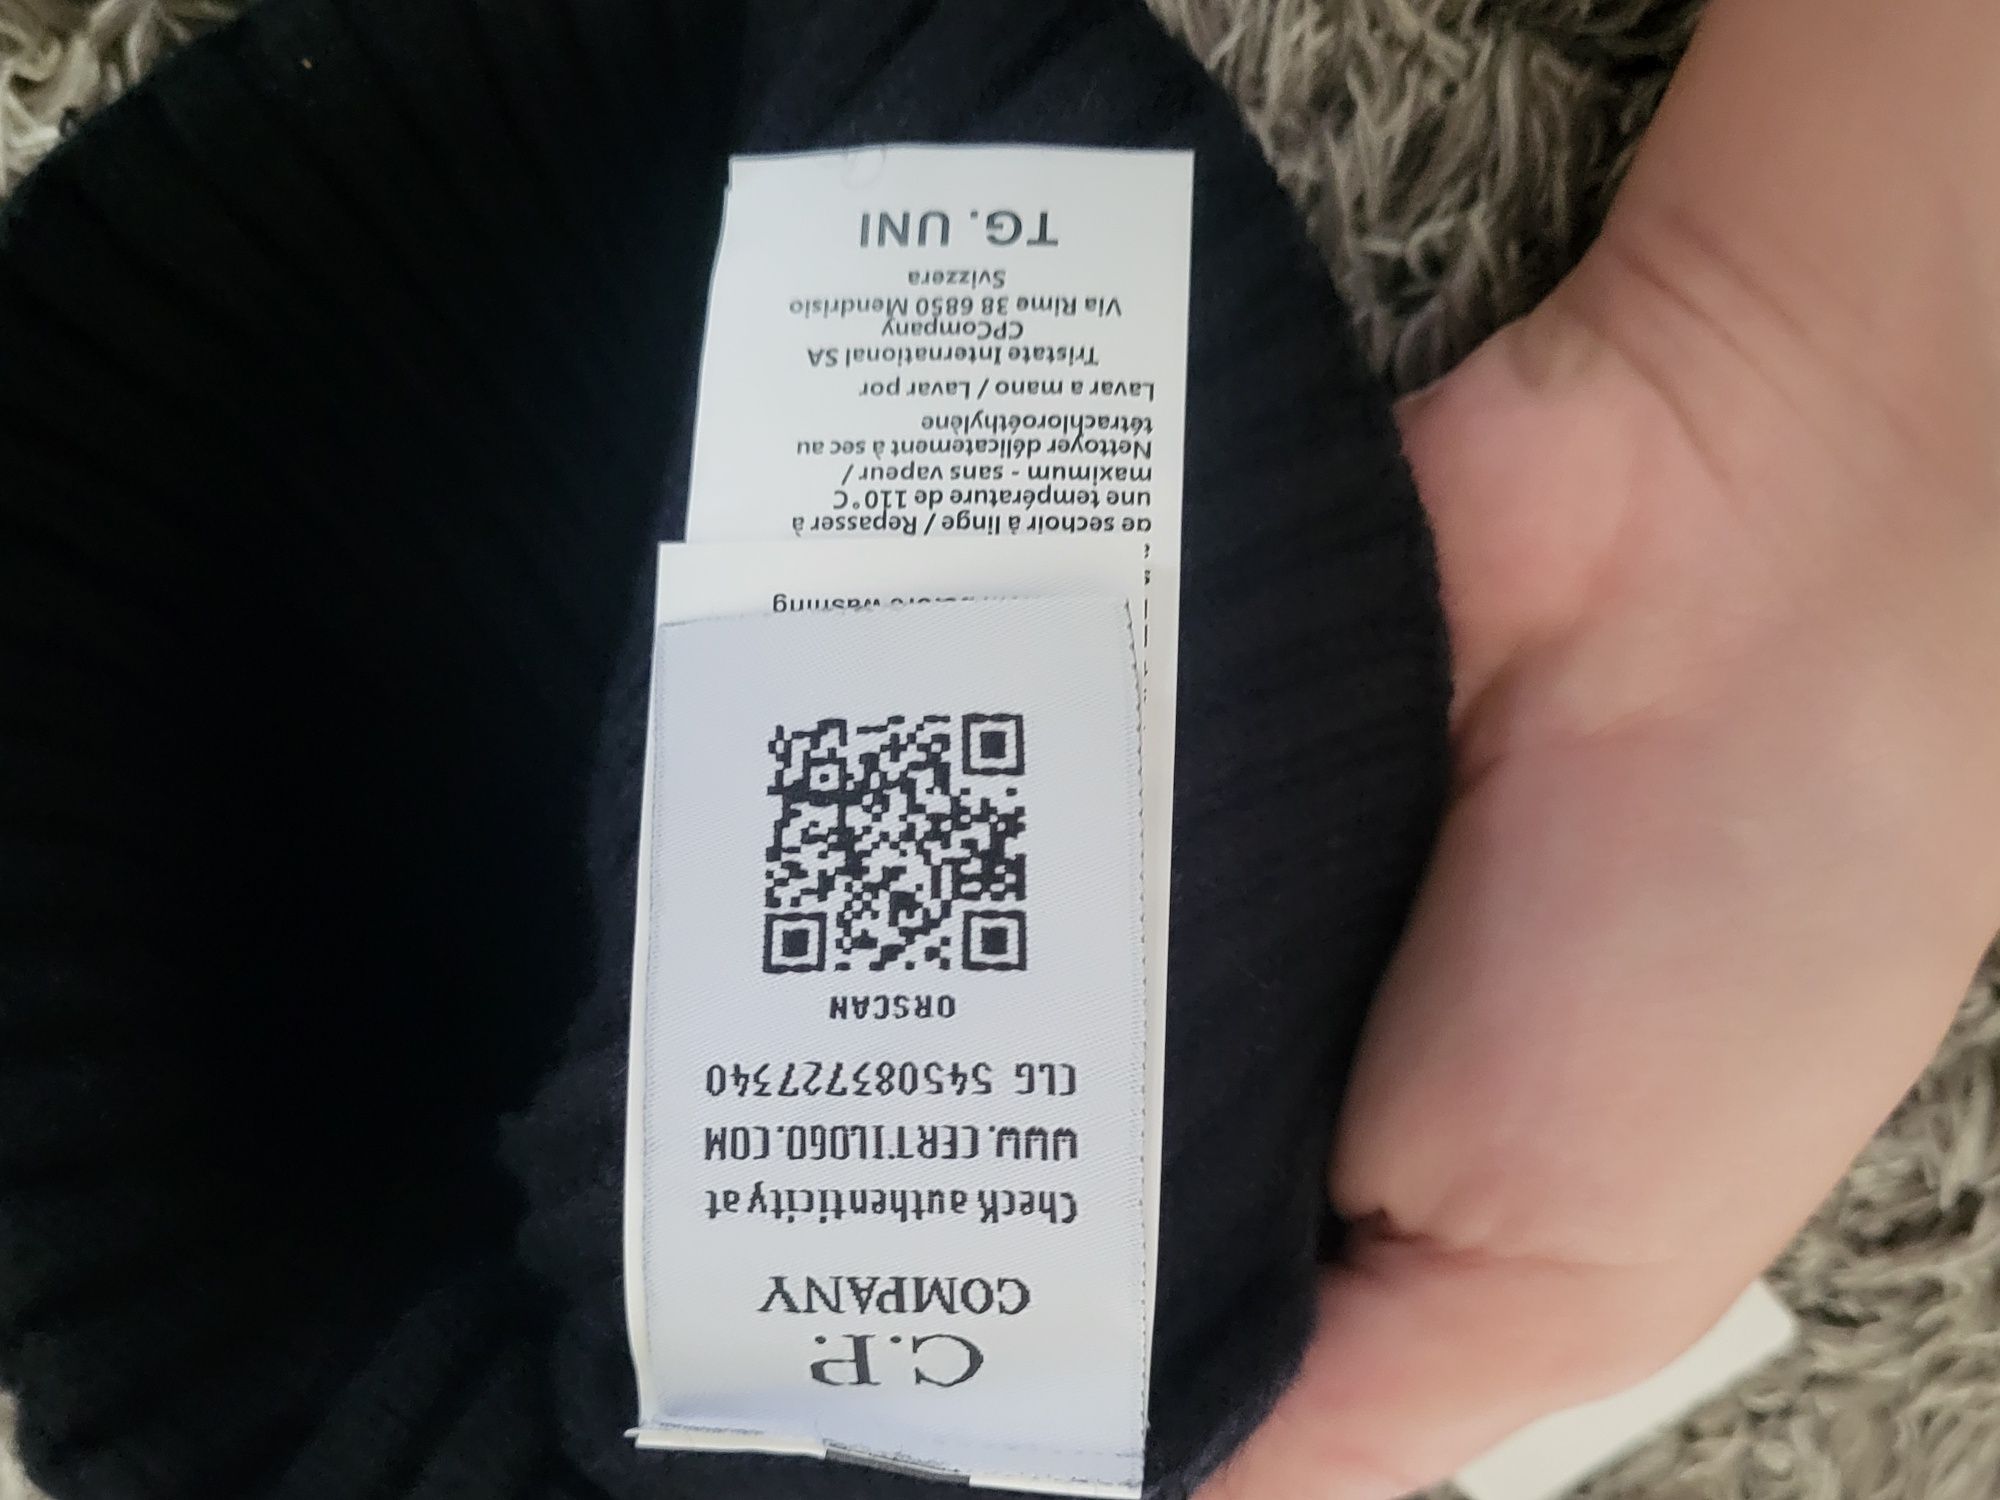 C.P.
COMPANY
Check authenticity at
WWW.CERTILOGO.COM
CLG 545083727340
ORSCAN
washing
de sechoir à linge / Repasser à
une température de 110°C
maximum - sans vapeur /
Nettoyer délicatement à sec au
tétrachloroéthylène
Lavar a mano / Lavar por
Tristate International SA
CPCompany
Via Rime 38 6850 Mendrisio
Svizzera
TG. UNI